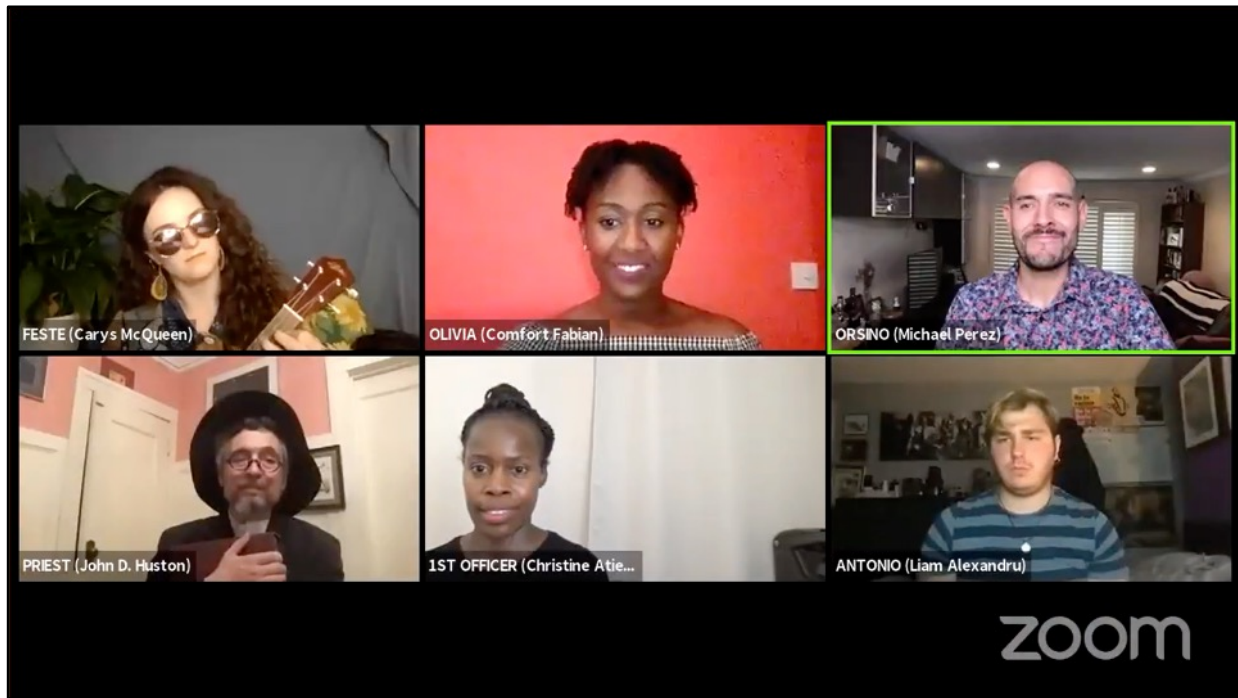 FESTE (Carys McQueen)
OLIVIA (Comfort Fabian)
ORSINO (Michael Perez)
PRIEST (John D. Huston)
1ST OFFICER (Christine Atie...
ANTONIO (Liam Alexandru)
zoom